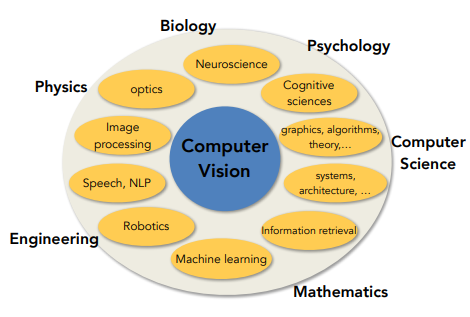 Biology
Psychology
Neuroscience
Physics
optics
Cognitive
sciences
Image
processing
graphics, algorithms,
theory,...
Computer
Vision
Computer
Science
Speech, NLP
systems,
architecture, ...
Robotics
Information retrieval
Engineering
Machine learning
Mathematics